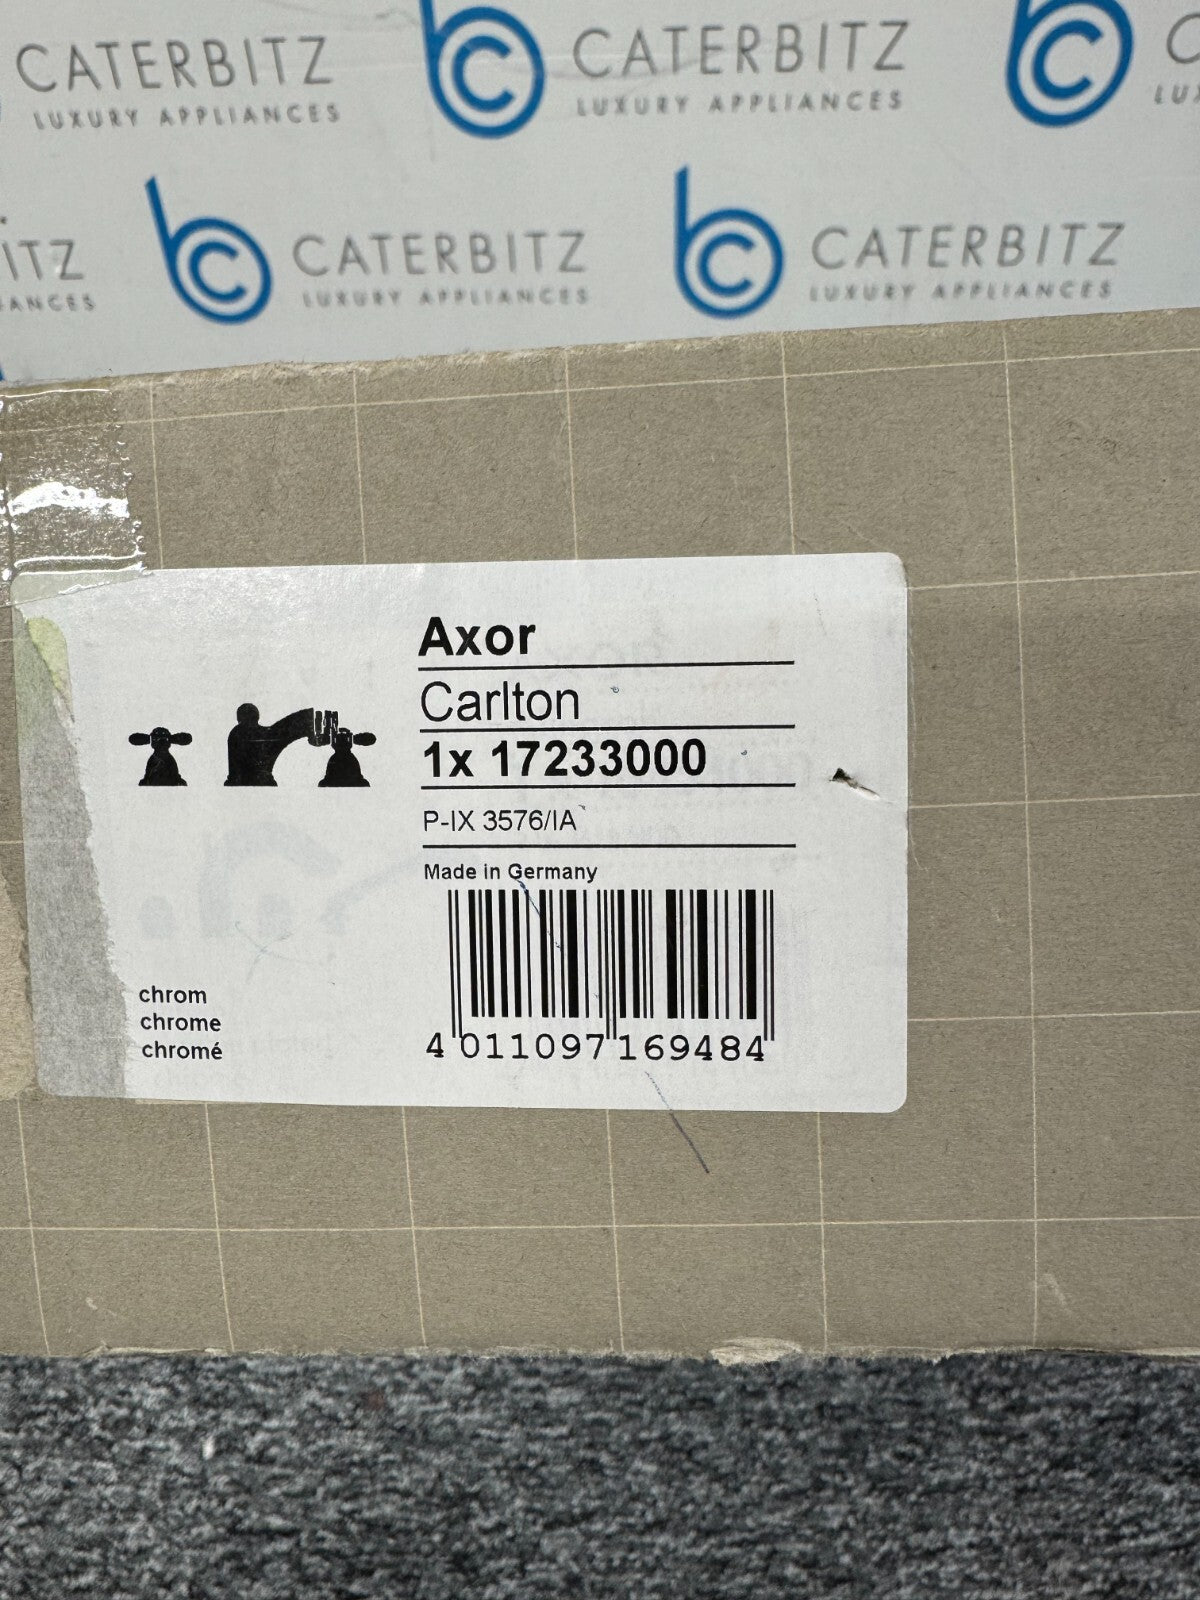 CATERBITZ CATERBITZ
LUXURY APPLIANCES LUXURY APPLIANCES
CATERBITZ CATERBITZ
LUXURY APPLIANCES LUXURY APPLIANCES
Axor
Carlton
1x 17233000
P-IX 3576/IA
Made in Germany
chrom
chrome
chromé
4 011097 169484